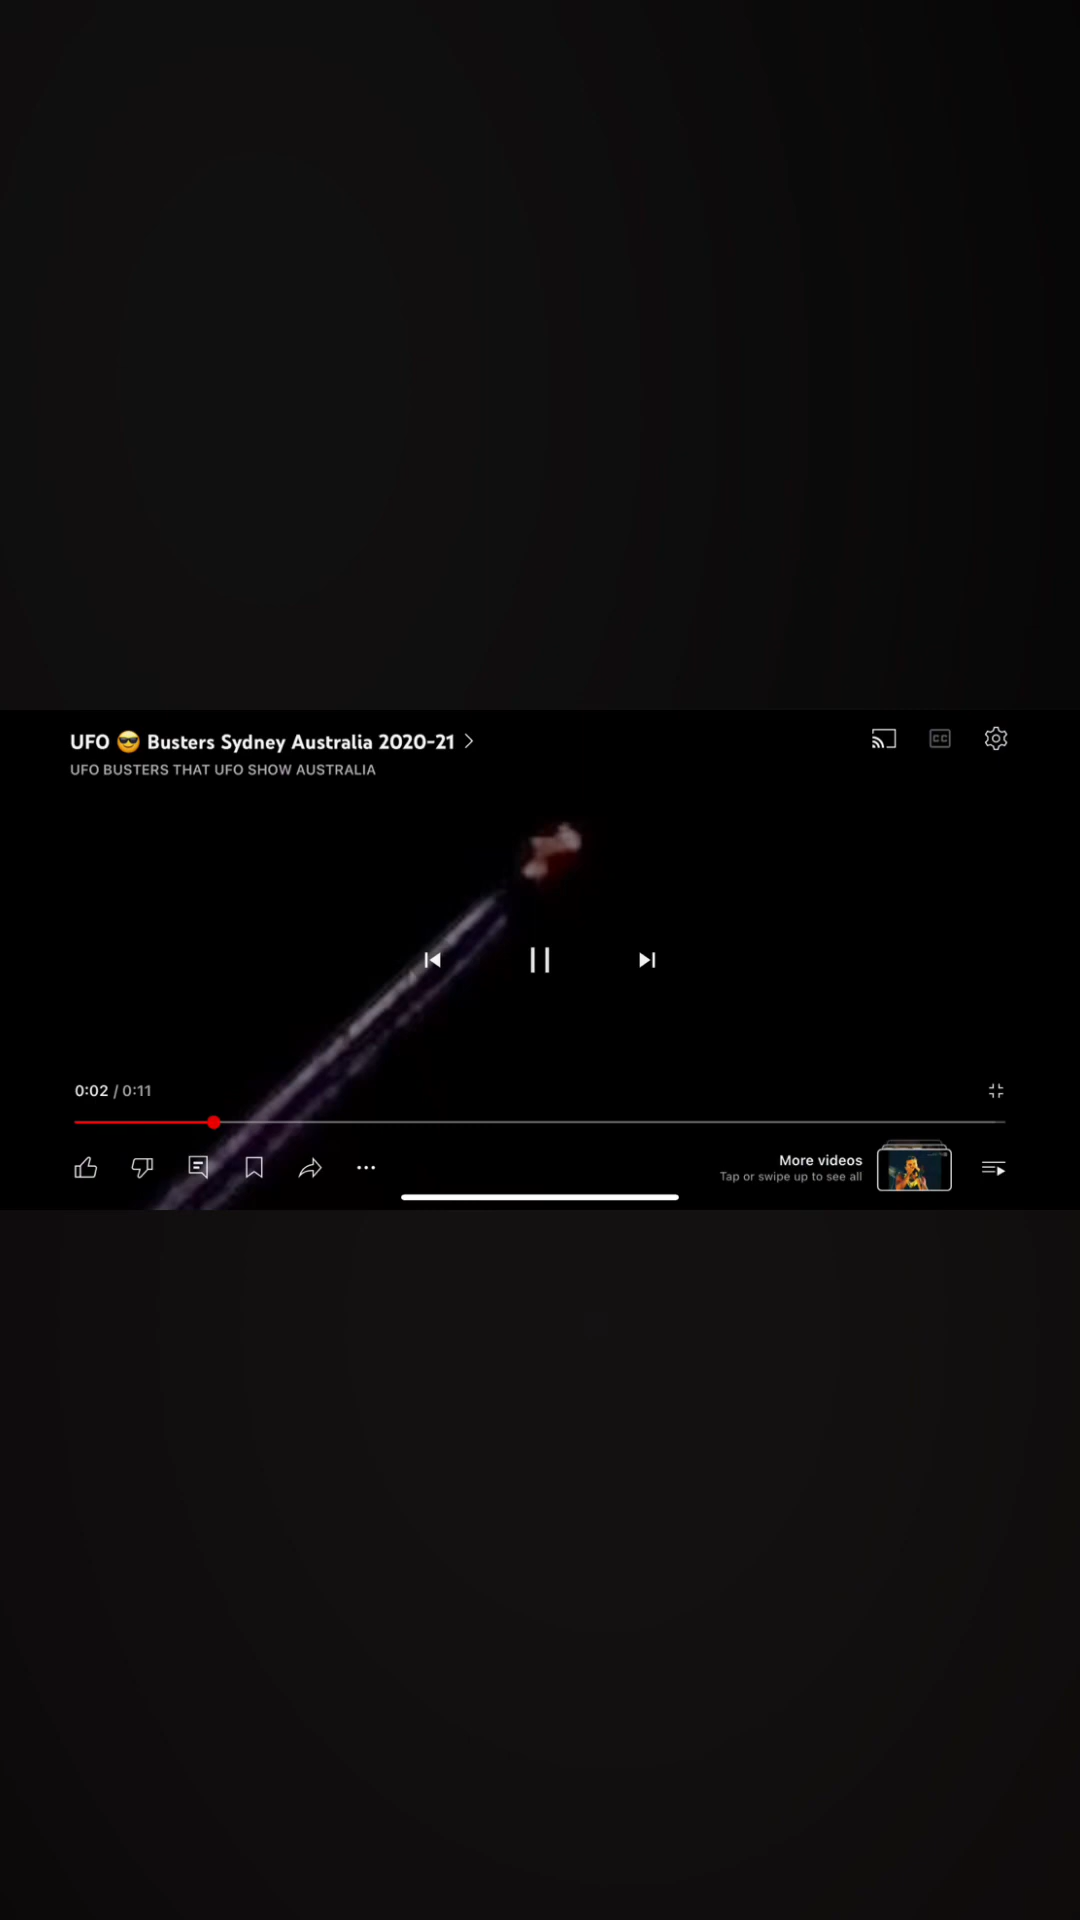 UFO 😎 Busters Sydney Australia 2020-21
UFO BUSTERS THAT UFO SHOW AUSTRALIA
CC
0:02 / 0:11
More videos
Tap or swipe up to see all